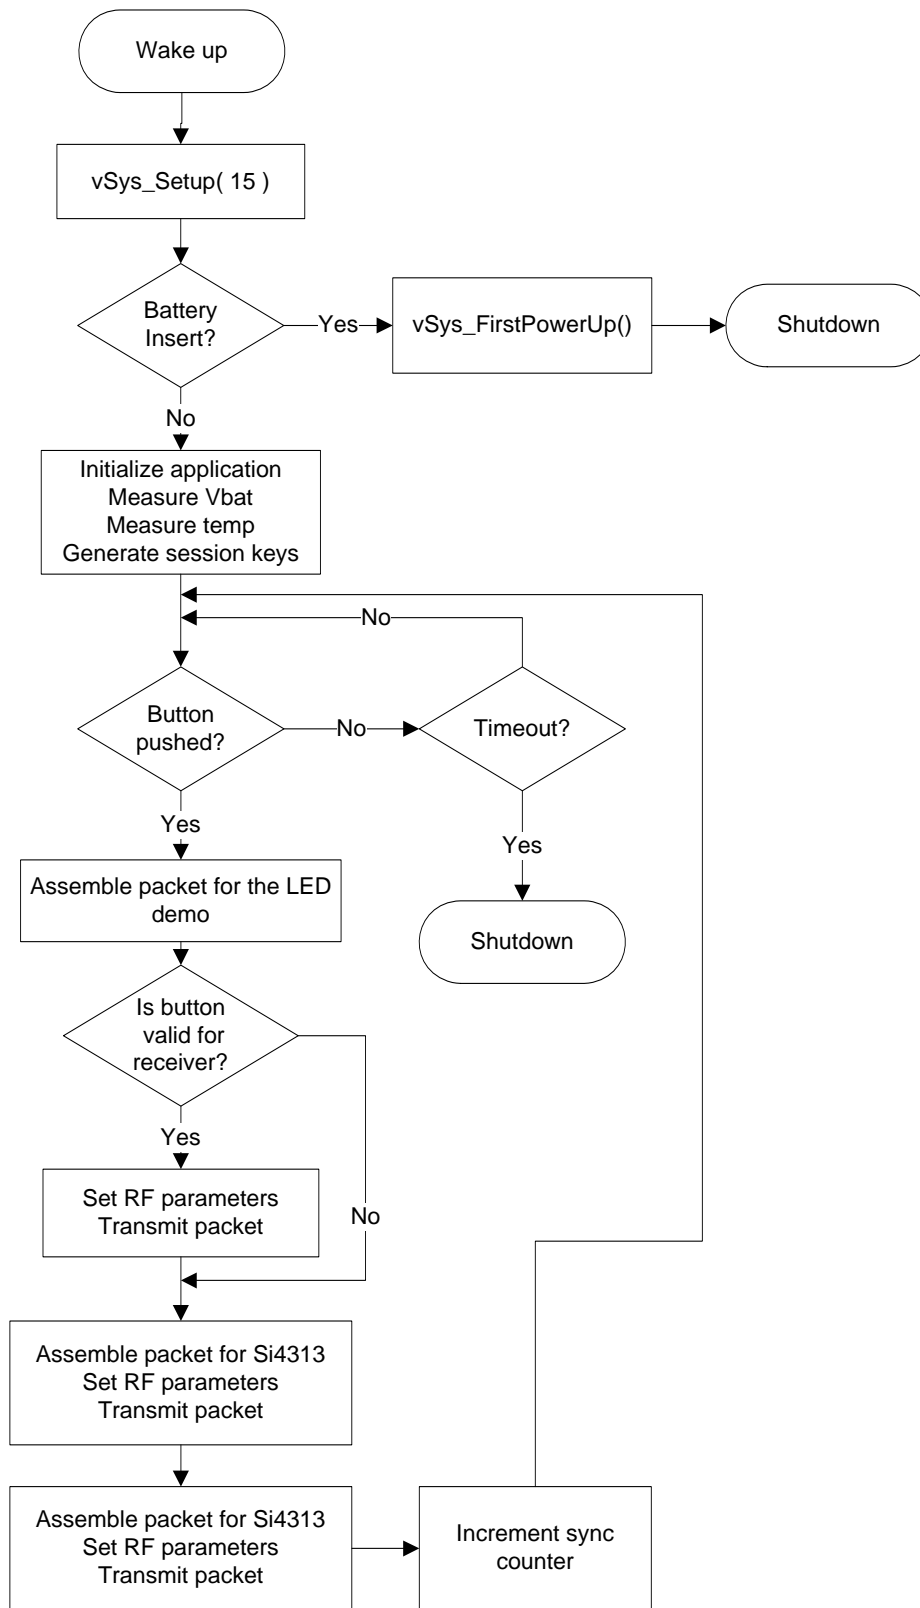 Wake up
vSys_Setup( 15 )
Battery
Insert?
Yes
vSys_FirstPowerUp()
Shutdown
No
Initialize application
Measure Vbat
Measure temp
Generate session keys
No
Button
pushed?
No
Timeout?
Yes
Yes
Assemble packet for the LED
demo
Shutdown
Is button
valid for
receiver?
Yes
No
Set RF parameters
Transmit packet
Assemble packet for Si4313
Set RF parameters
Transmit packet
Assemble packet for Si4313
Set RF parameters
Transmit packet
Increment sync
counter